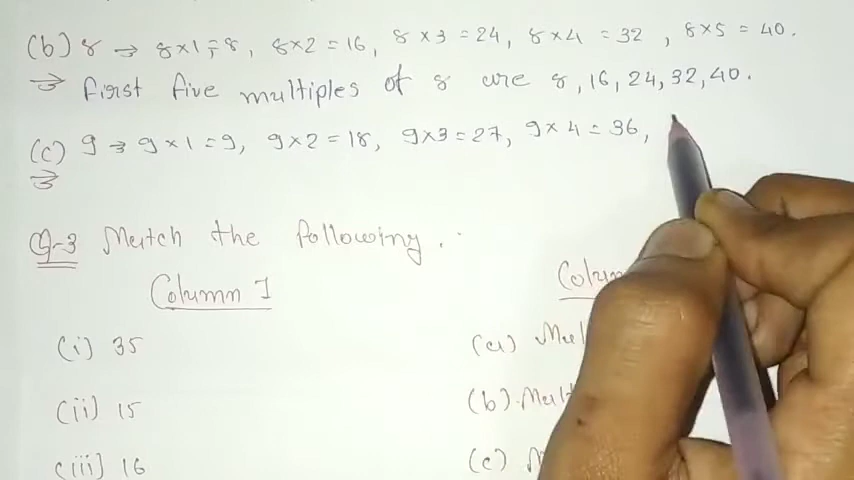 (b) 8 → 8×1=8, 8×2=16, 8×3=24, 8×4=32, 8×5=40.
⇒ First five multiples of 8 are 8,16,24,32,40.
(c) 9 → 9×1=9, 9×2=18, 9×3=27, 9×4=36,
⇒
Q-3 Match the following.
Column I
(i) 35
(a)
(ii) 15
(b)
(iii) 16
(c)